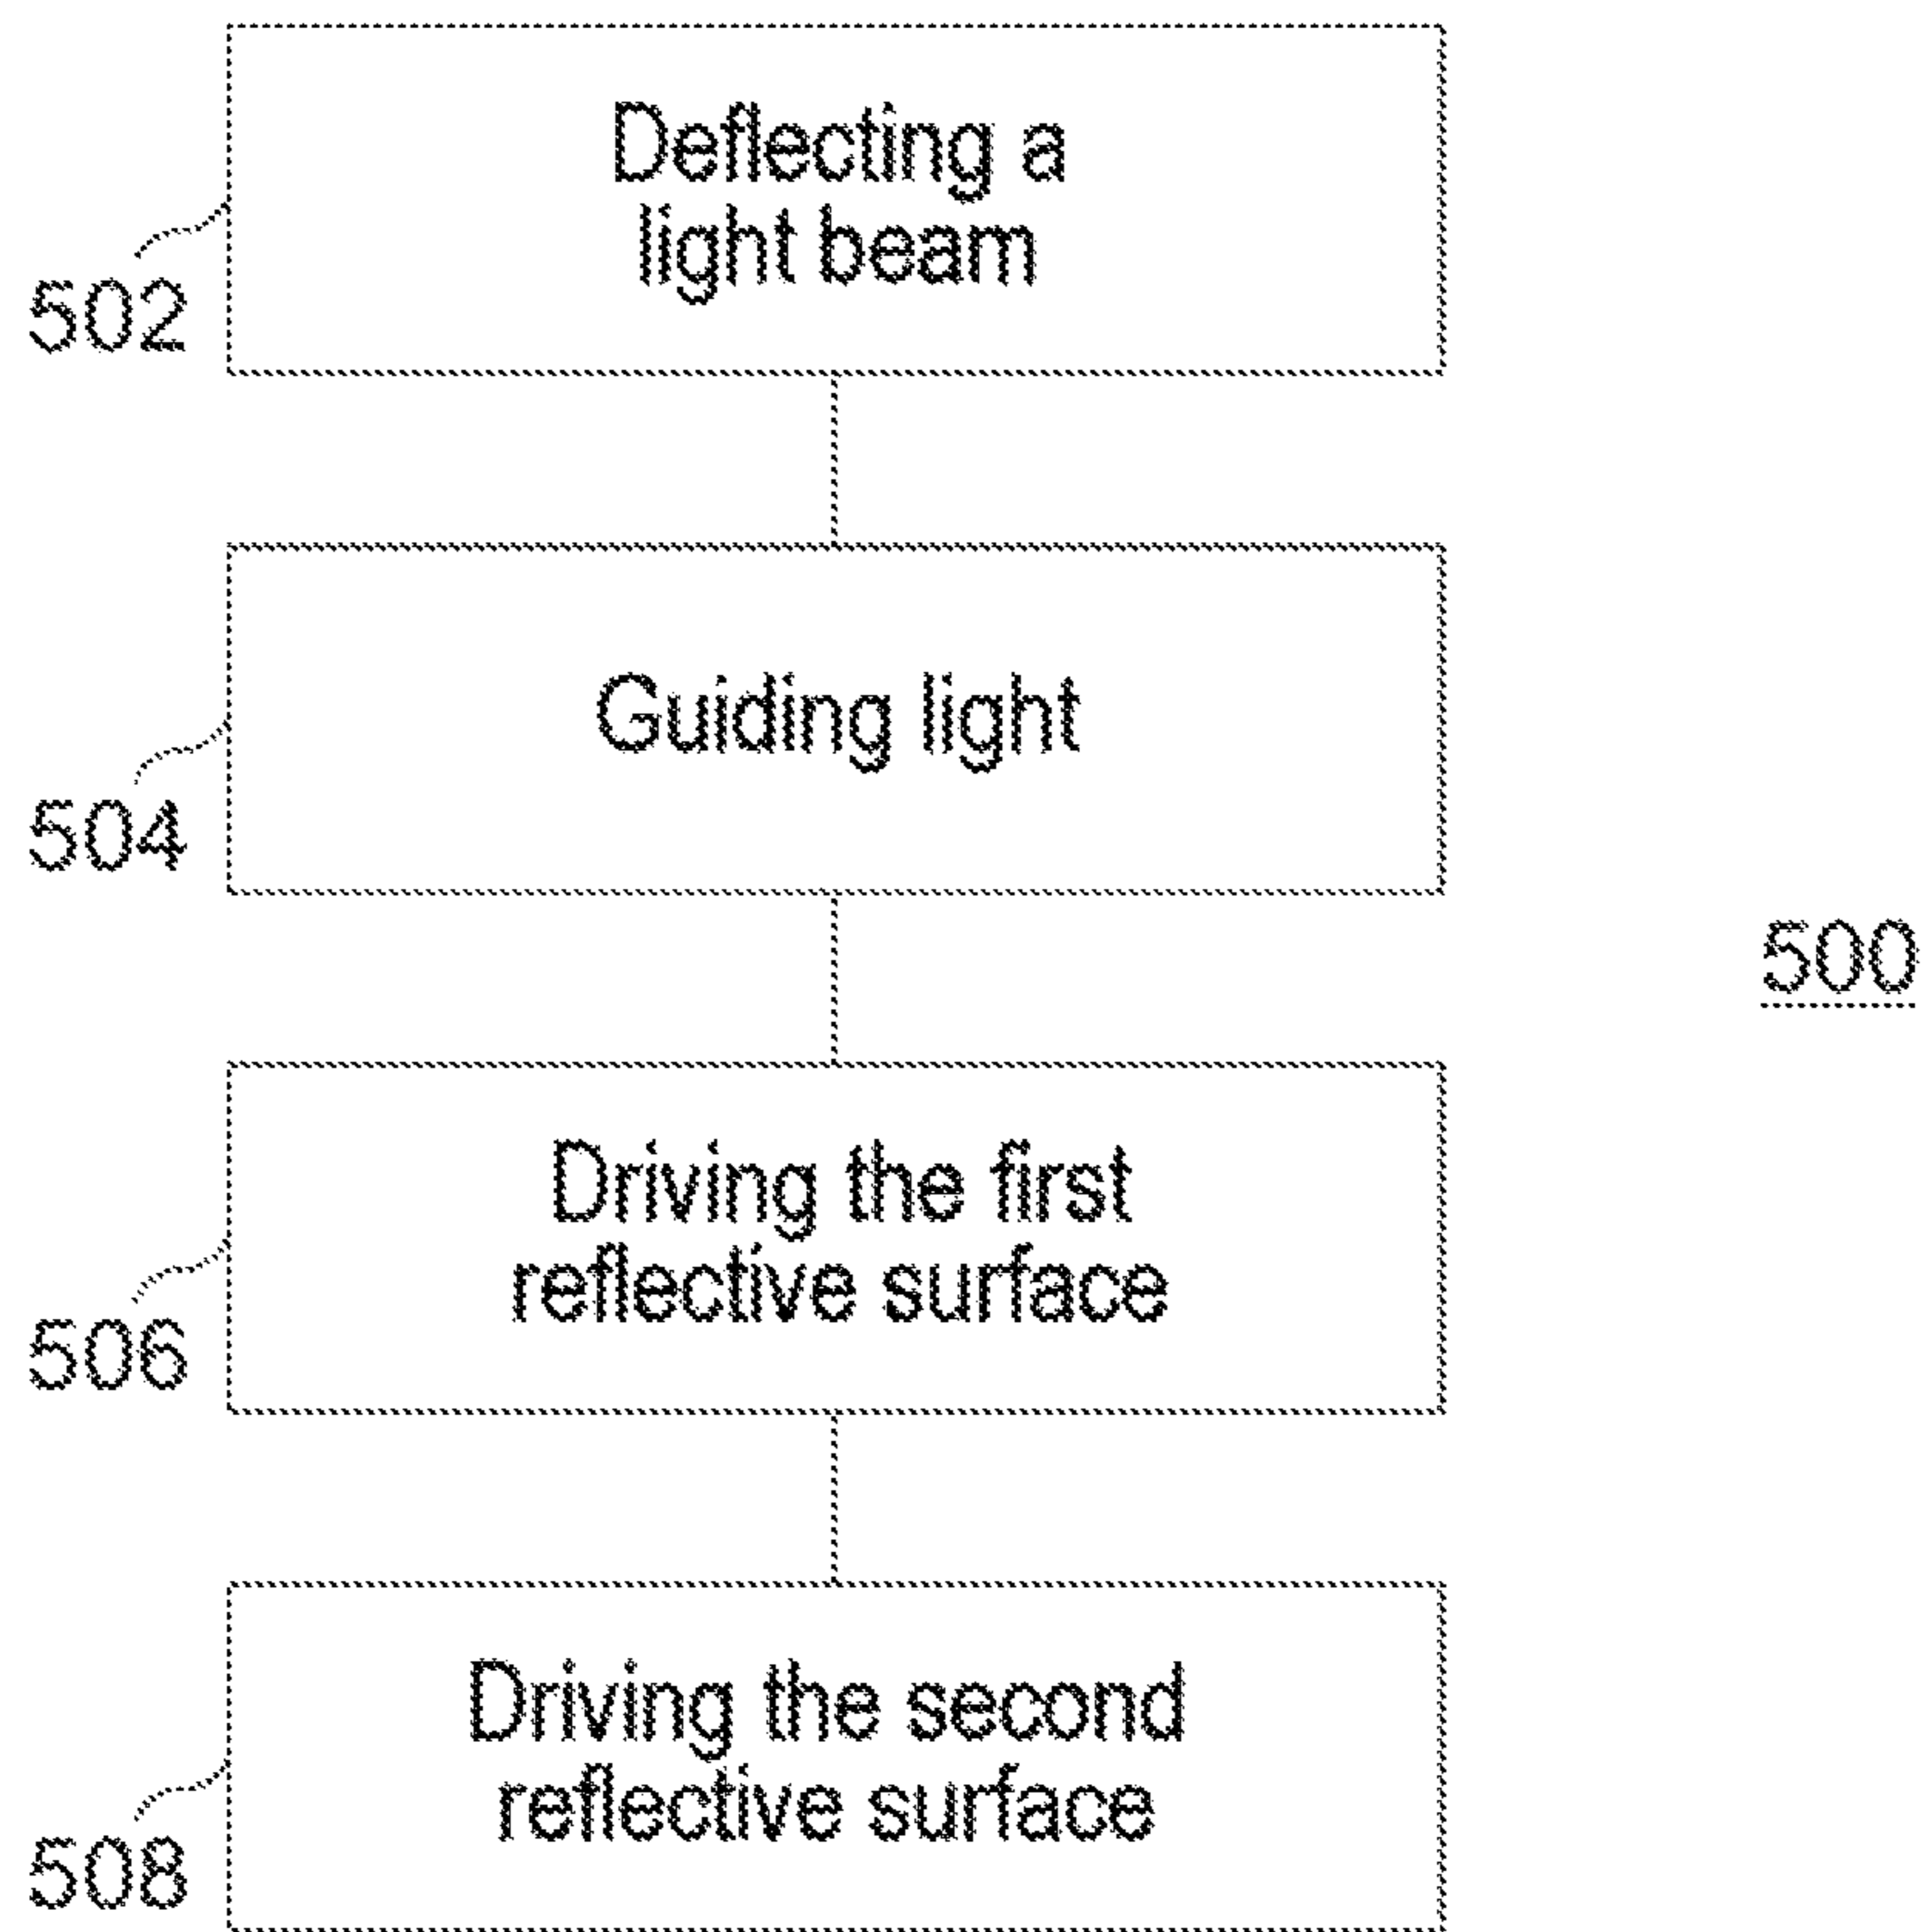 Deflecting a
light beam
502
Guiding light
504
500
Driving the first
reflective surface
506
Driving the second
reflective surface
508